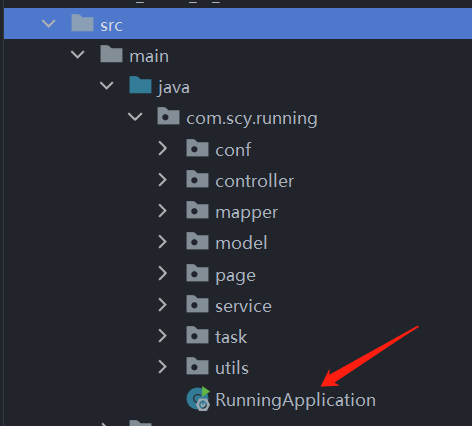 src
main
java
com.scy.running
conf
controller
mapper
model
page
service
task
utils
RunningApplication